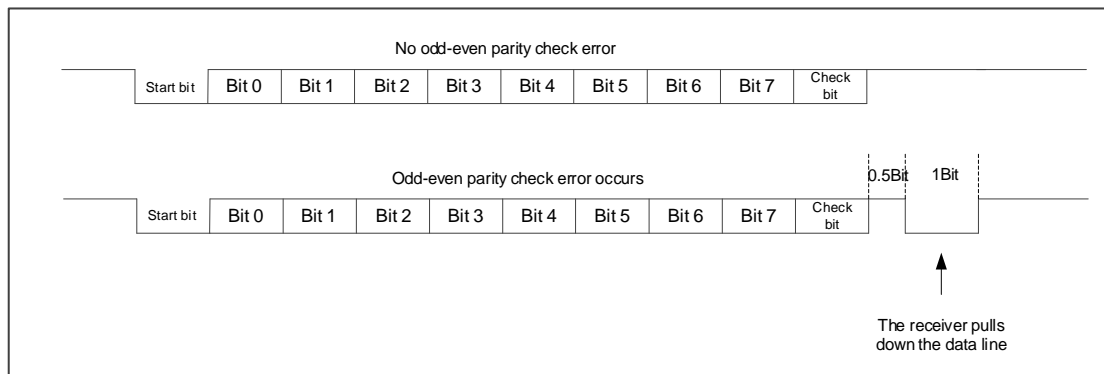 No odd-even parity check error
Start bit Bit 0 Bit 1 Bit 2 Bit 3 Bit 4 Bit 5 Bit 6 Bit 7 Check bit
0.5Bit 1Bit
Odd-even parity check error occurs
Start bit Bit 0 Bit 1 Bit 2 Bit 3 Bit 4 Bit 5 Bit 6 Bit 7 Check bit
The receiver pulls
down the data line